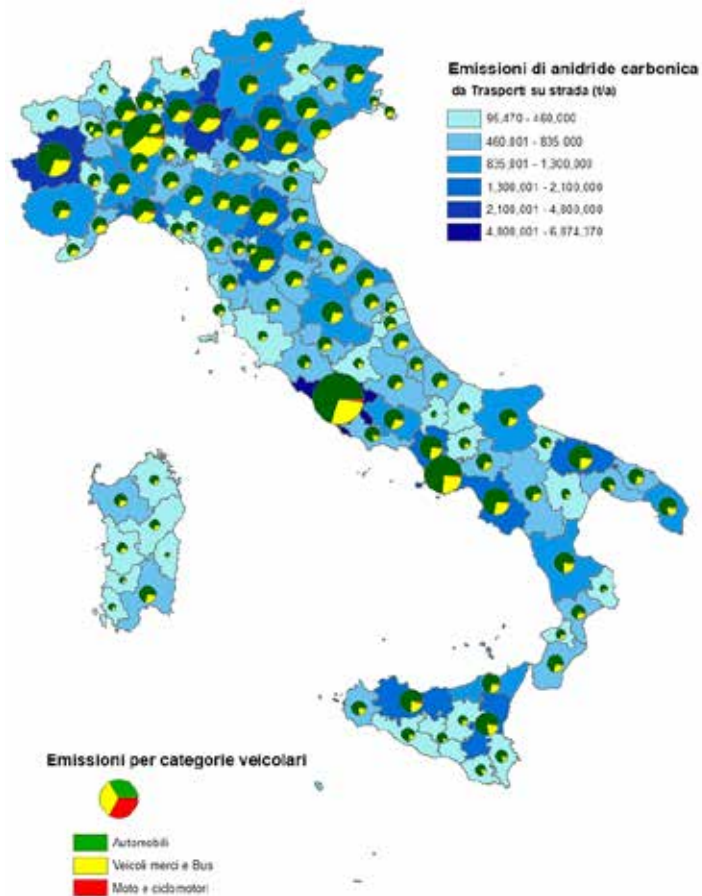 Emissioni di anidride carbonica
da Trasporti su strada (t/a)
96,470 - 460,000
460,001 - 835 000
835,001 - 1,300,000
1,300,001 - 2,100,000
2,100,001 - 4,800,000
4,800,001 - 6,874,370
Emissioni per categorie veicolari
Automobili
Veicoli merci e Bus
Moto e ciclomotori